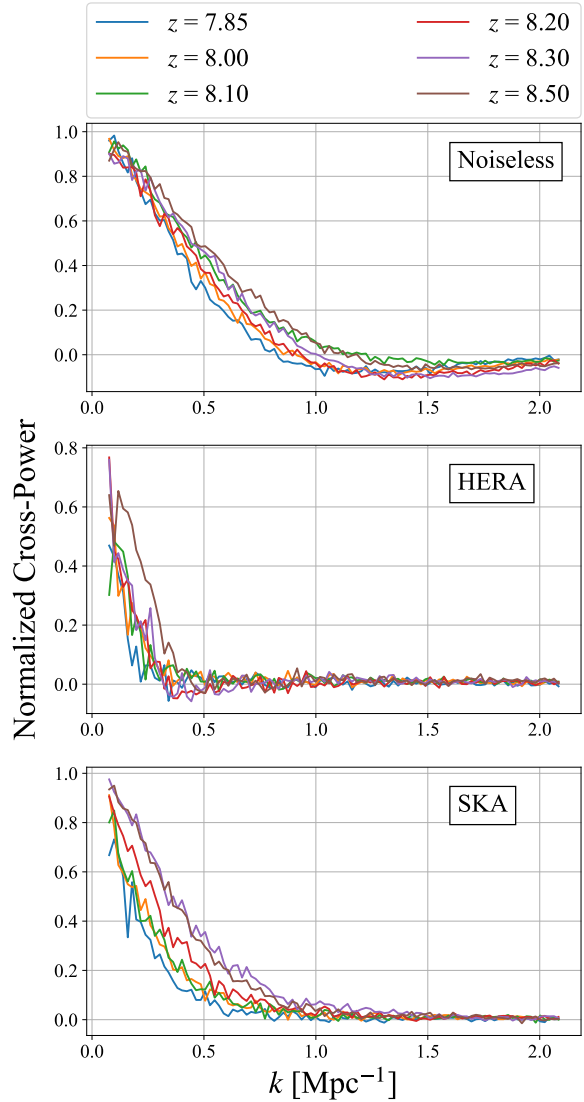 z = 7.85
z = 8.00
z = 8.10
z = 8.20
z = 8.30
z = 8.50
Normalized Cross-Power
1.0
0.8
0.6
0.4
0.2
0.0
Noiseless
0.0 0.5 1.0 1.5 2.0
0.8
0.6
0.4
0.2
0.0
HERA
0.0 0.5 1.0 1.5 2.0
1.0
0.8
0.6
0.4
0.2
0.0
SKA
0.0 0.5 1.0 1.5 2.0
k [Mpc⁻¹]